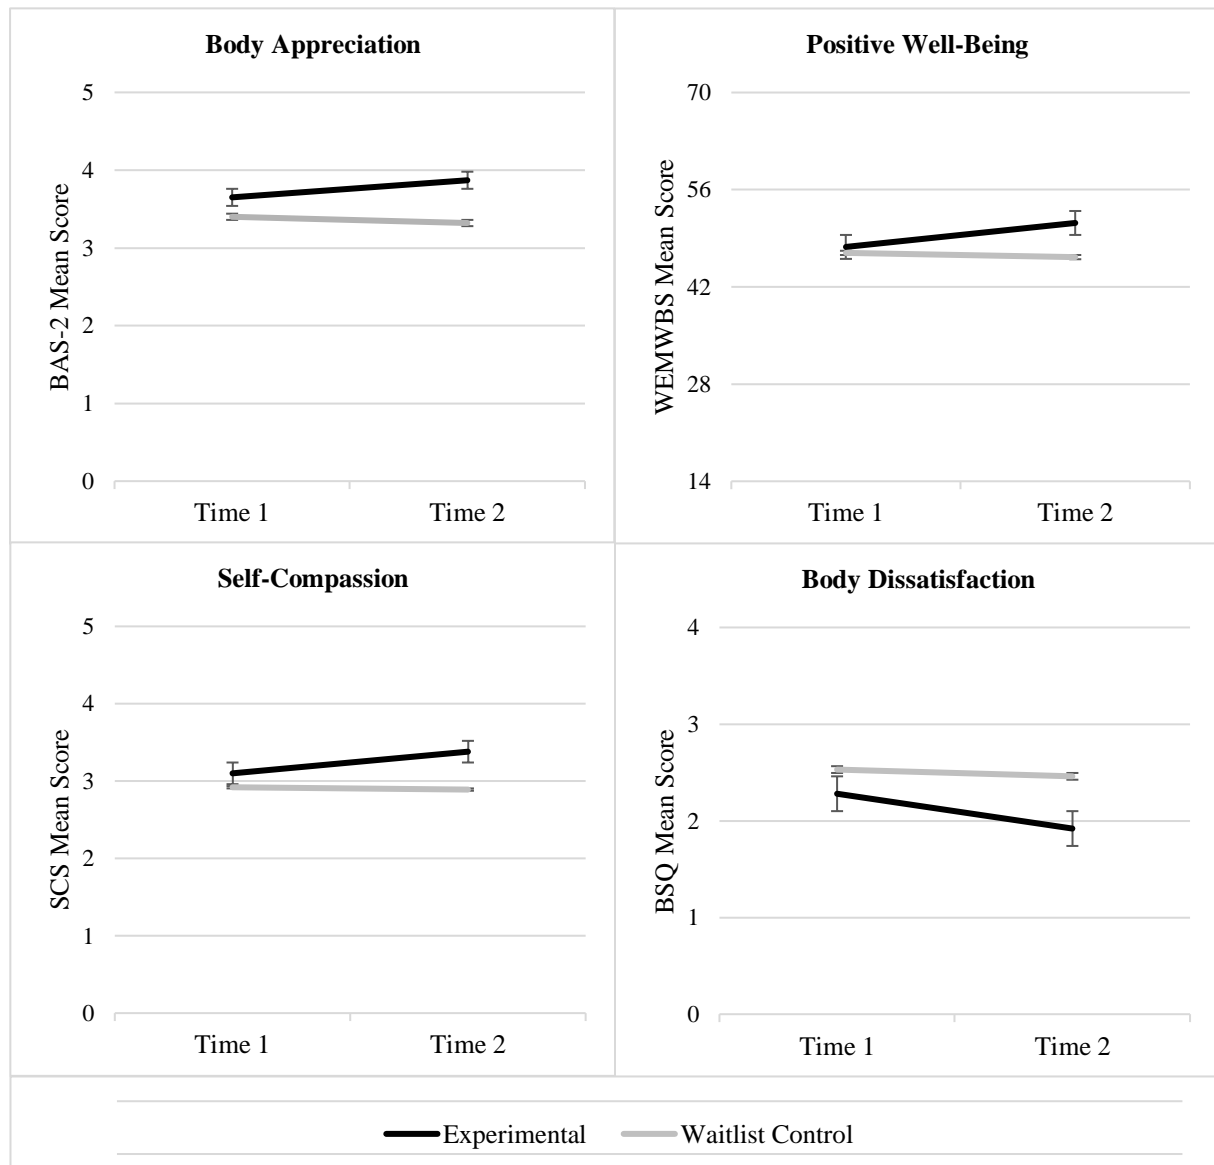 Body Appreciation
5
4
3
2
1
0
BAS-2 Mean Score
Time 1
Time 2
Positive Well-Being
70
56
42
28
14
WEMWBS Mean Score
Time 1
Time 2
Self-Compassion
5
4
3
2
1
0
SCS Mean Score
Time 1
Time 2
Body Dissatisfaction
4
3
2
1
0
BSQ Mean Score
Time 1
Time 2
Experimental
Waitlist Control